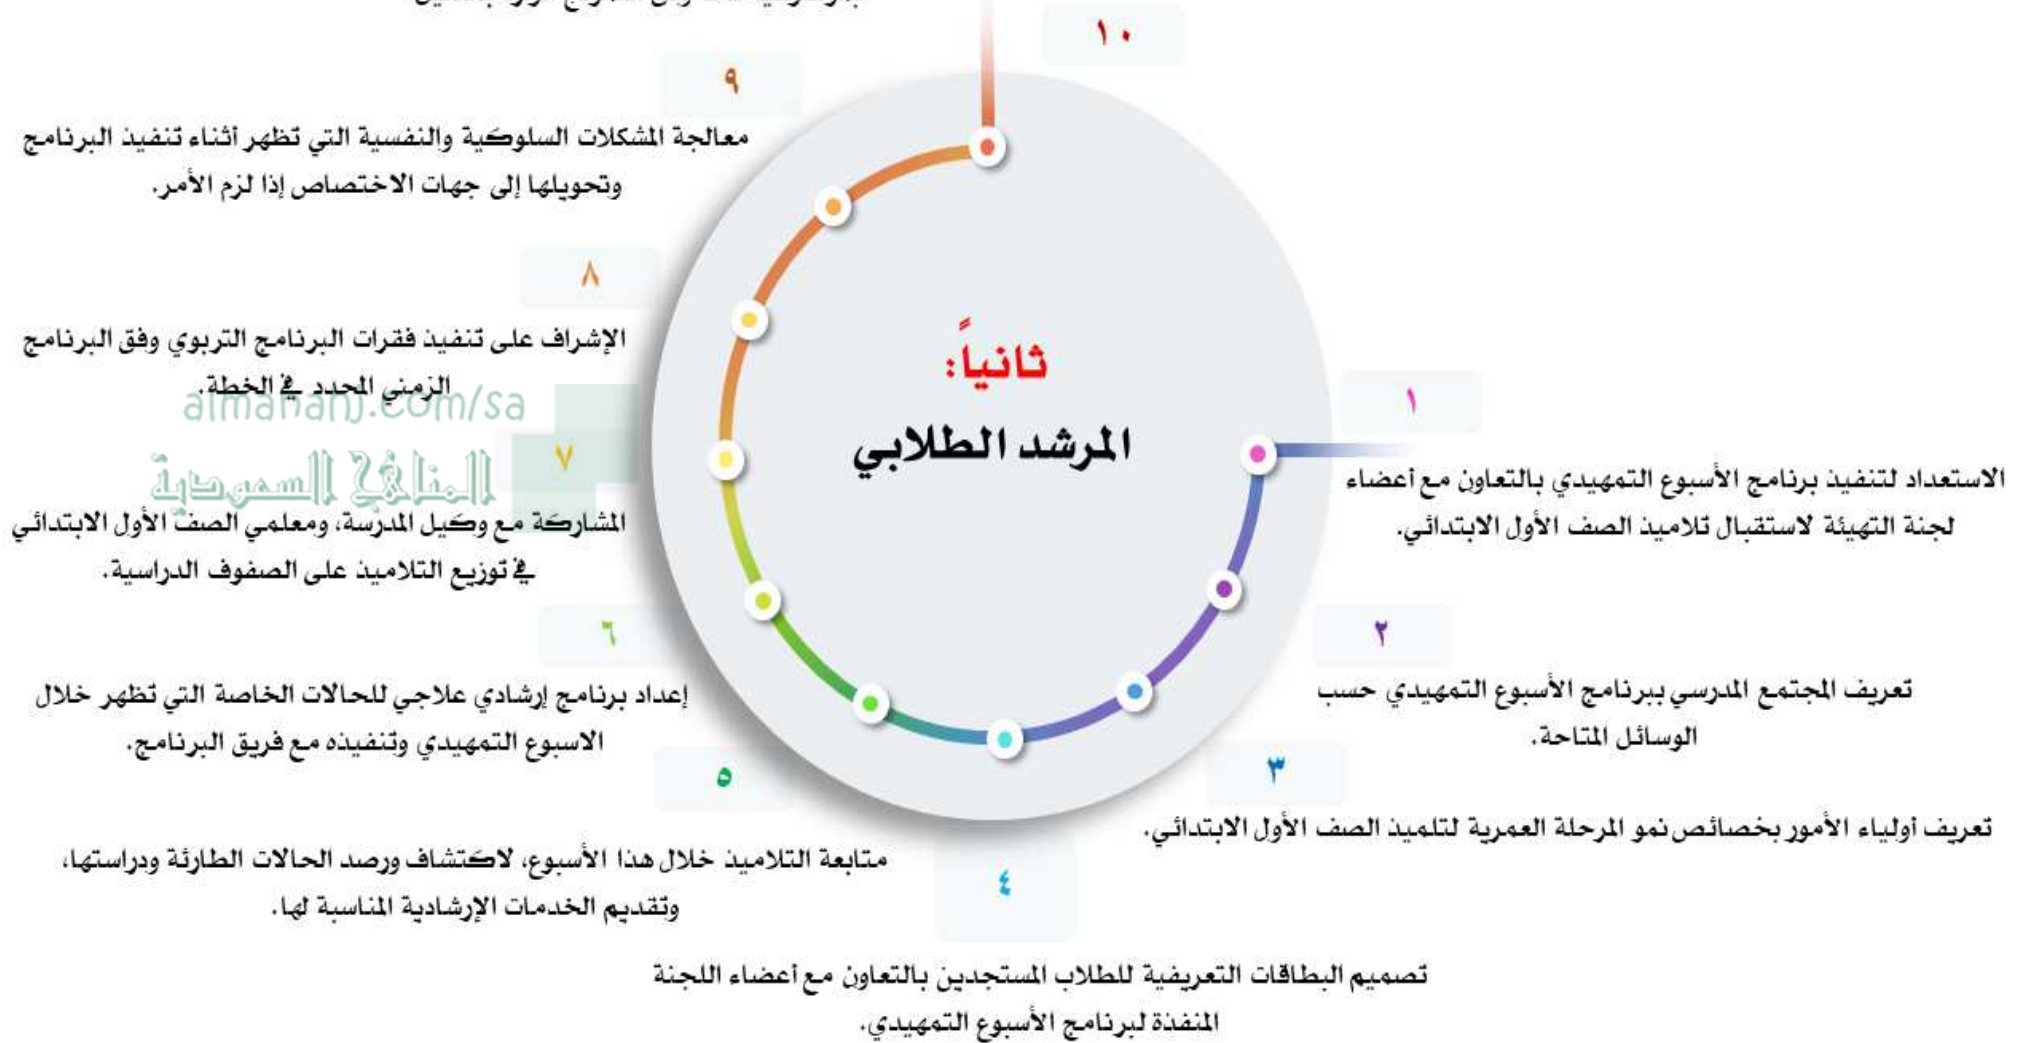 ١٠
٩
معالجة المشكلات السلوكية والنفسية التي تظهر أثناء تنفيذ البرنامج
وتحويلها إلى جهات الاختصاص إذا لزم الأمر.
٨
الإشراف على تنفيذ فقرات البرنامج التربوي وفق البرنامج
الزمني المحدد في الخطة.
almanahj.com/sa
المناهج السعودية
٧
المشاركة مع وكيل المدرسة، ومعلمي الصف الأول الابتدائي
في توزيع التلاميذ على الصفوف الدراسية.
٦
إعداد برنامج إرشادي علاجي للحالات الخاصة التي تظهر خلال
الاسبوع التمهيدي وتنفيذه مع فريق البرنامج.
٥
متابعة التلاميذ خلال هذا الأسبوع، لاكتشاف ورصد الحالات الطارئة ودراستها،
وتقديم الخدمات الإرشادية المناسبة لها.
ثانياً:
المرشد الطلابي
١
الاستعداد لتنفيذ برنامج الأسبوع التمهيدي بالتعاون مع أعضاء
لجنة التهيئة لاستقبال تلاميذ الصف الأول الابتدائي.
٢
تعريف المجتمع المدرسي ببرنامج الأسبوع التمهيدي حسب
الوسائل المتاحة.
٣
تعريف أولياء الأمور بخصائص نمو المرحلة العمرية لتلميذ الصف الأول الابتدائي.
٤
تصميم البطاقات التعريفية للطلاب المستجدين بالتعاون مع أعضاء اللجنة
المنفذة لبرنامج الأسبوع التمهيدي.